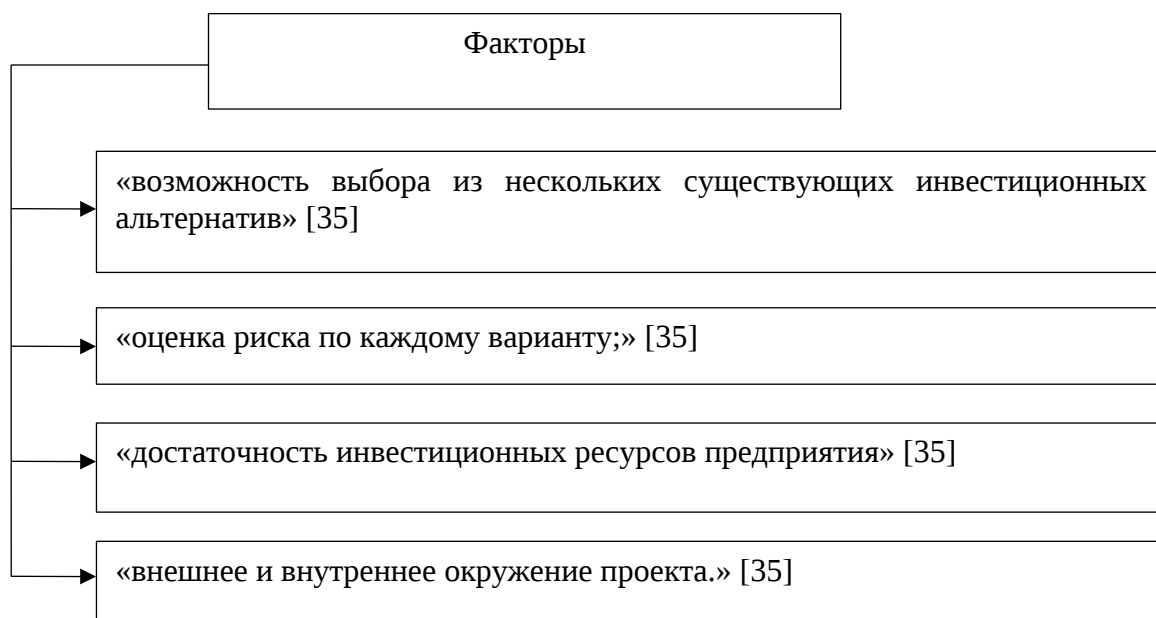 Факторы
«возможность выбора из нескольких существующих инвестиционных
альтернатив» [35]
«оценка риска по каждому варианту;» [35]
«достаточность инвестиционных ресурсов предприятия» [35]
«внешнее и внутреннее окружение проекта.» [35]